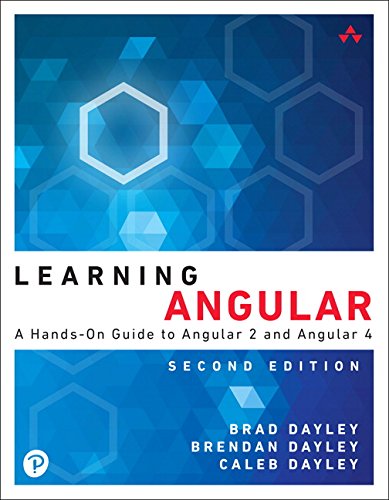 LEARNING
ANGULAR
A Hands-On Guide to Angular 2 and Angular 4
SECOND EDITION
BRAD DAYLEY
BRENDAN DAYLEY
CALEB DAYLEY
P